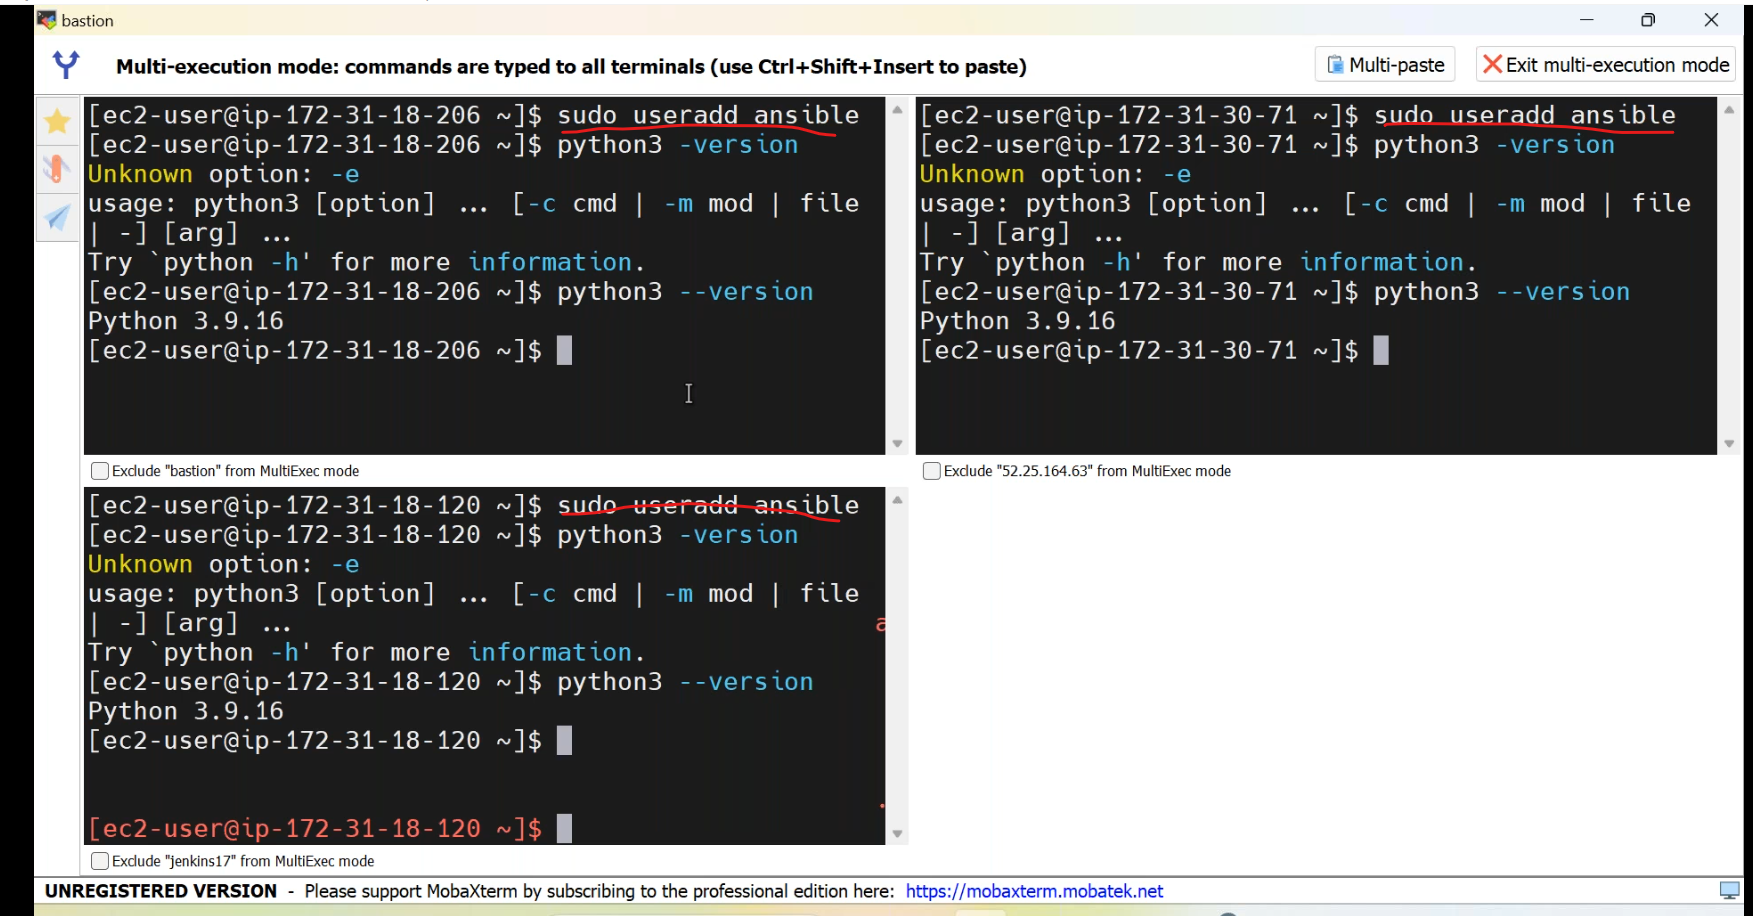 bastion
Multi-execution mode: commands are typed to all terminals (use Ctrl+Shift+Insert to paste)
Multi-paste
Exit multi-execution mode
[ec2-user@ip-172-31-18-206 ~]$ sudo useradd ansible
[ec2-user@ip-172-31-18-206 ~]$ python3 -version
Unknown option: -e
usage: python3 [option] ... [-c cmd | -m mod | file
| -] [arg] ...
Try `python -h' for more information.
[ec2-user@ip-172-31-18-206 ~]$ python3 --version
Python 3.9.16
[ec2-user@ip-172-31-18-206 ~]$
Exclude "bastion" from MultiExec mode
[ec2-user@ip-172-31-30-71 ~]$ sudo useradd ansible
[ec2-user@ip-172-31-30-71 ~]$ python3 -version
Unknown option: -e
usage: python3 [option] ... [-c cmd | -m mod | file
| -] [arg] ...
Try `python -h' for more information.
[ec2-user@ip-172-31-30-71 ~]$ python3 --version
Python 3.9.16
[ec2-user@ip-172-31-30-71 ~]$
Exclude "52.25.164.63" from MultiExec mode
[ec2-user@ip-172-31-18-120 ~]$ sudo useradd ansible
[ec2-user@ip-172-31-18-120 ~]$ python3 -version
Unknown option: -e
usage: python3 [option] ... [-c cmd | -m mod | file
| -] [arg] ...
Try `python -h' for more information.
[ec2-user@ip-172-31-18-120 ~]$ python3 --version
Python 3.9.16
[ec2-user@ip-172-31-18-120 ~]$
[ec2-user@ip-172-31-18-120 ~]$
Exclude "jenkins17" from MultiExec mode
UNREGISTERED VERSION - Please support MobaXterm by subscribing to the professional edition here: https://mobaxterm.mobatek.net